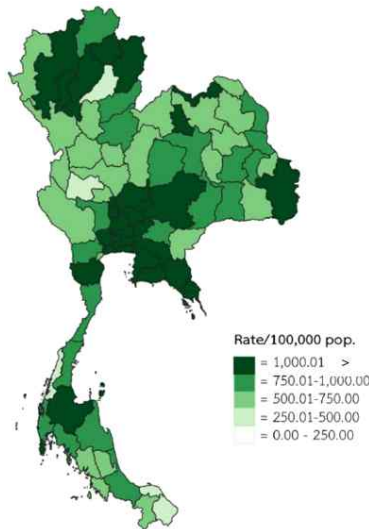 Rate/100,000 pop.
= 1,000.01 >
= 750.01-1,000.00
= 500.01-750.00
= 250.01-500.00
= 0.00 - 250.00